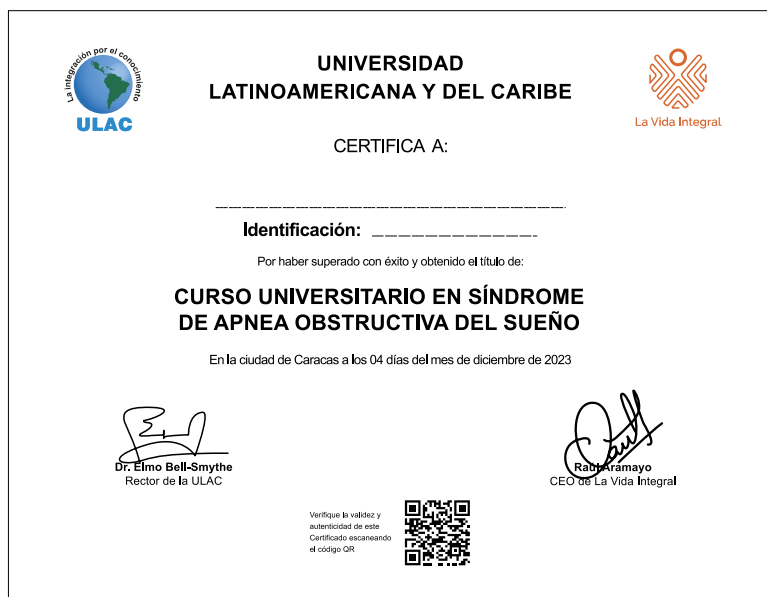 La integración por el conocimiento
ULAC
UNIVERSIDAD
LATINOAMERICANA Y DEL CARIBE
La Vida Integral
CERTIFICA A:
Identificación:
Por haber superado con éxito y obtenido el título de:
CURSO UNIVERSITARIO EN SÍNDROME
DE APNEA OBSTRUCTIVA DEL SUEÑO
En la ciudad de Caracas a los 04 días del mes de diciembre de 2023
Dr. Elmo Bell-Smythe
Rector de la ULAC
Raúl Aramayo
CEO de La Vida Integral
Verifique la validez y
autenticidad de este
Certificado escaneando
el código QR